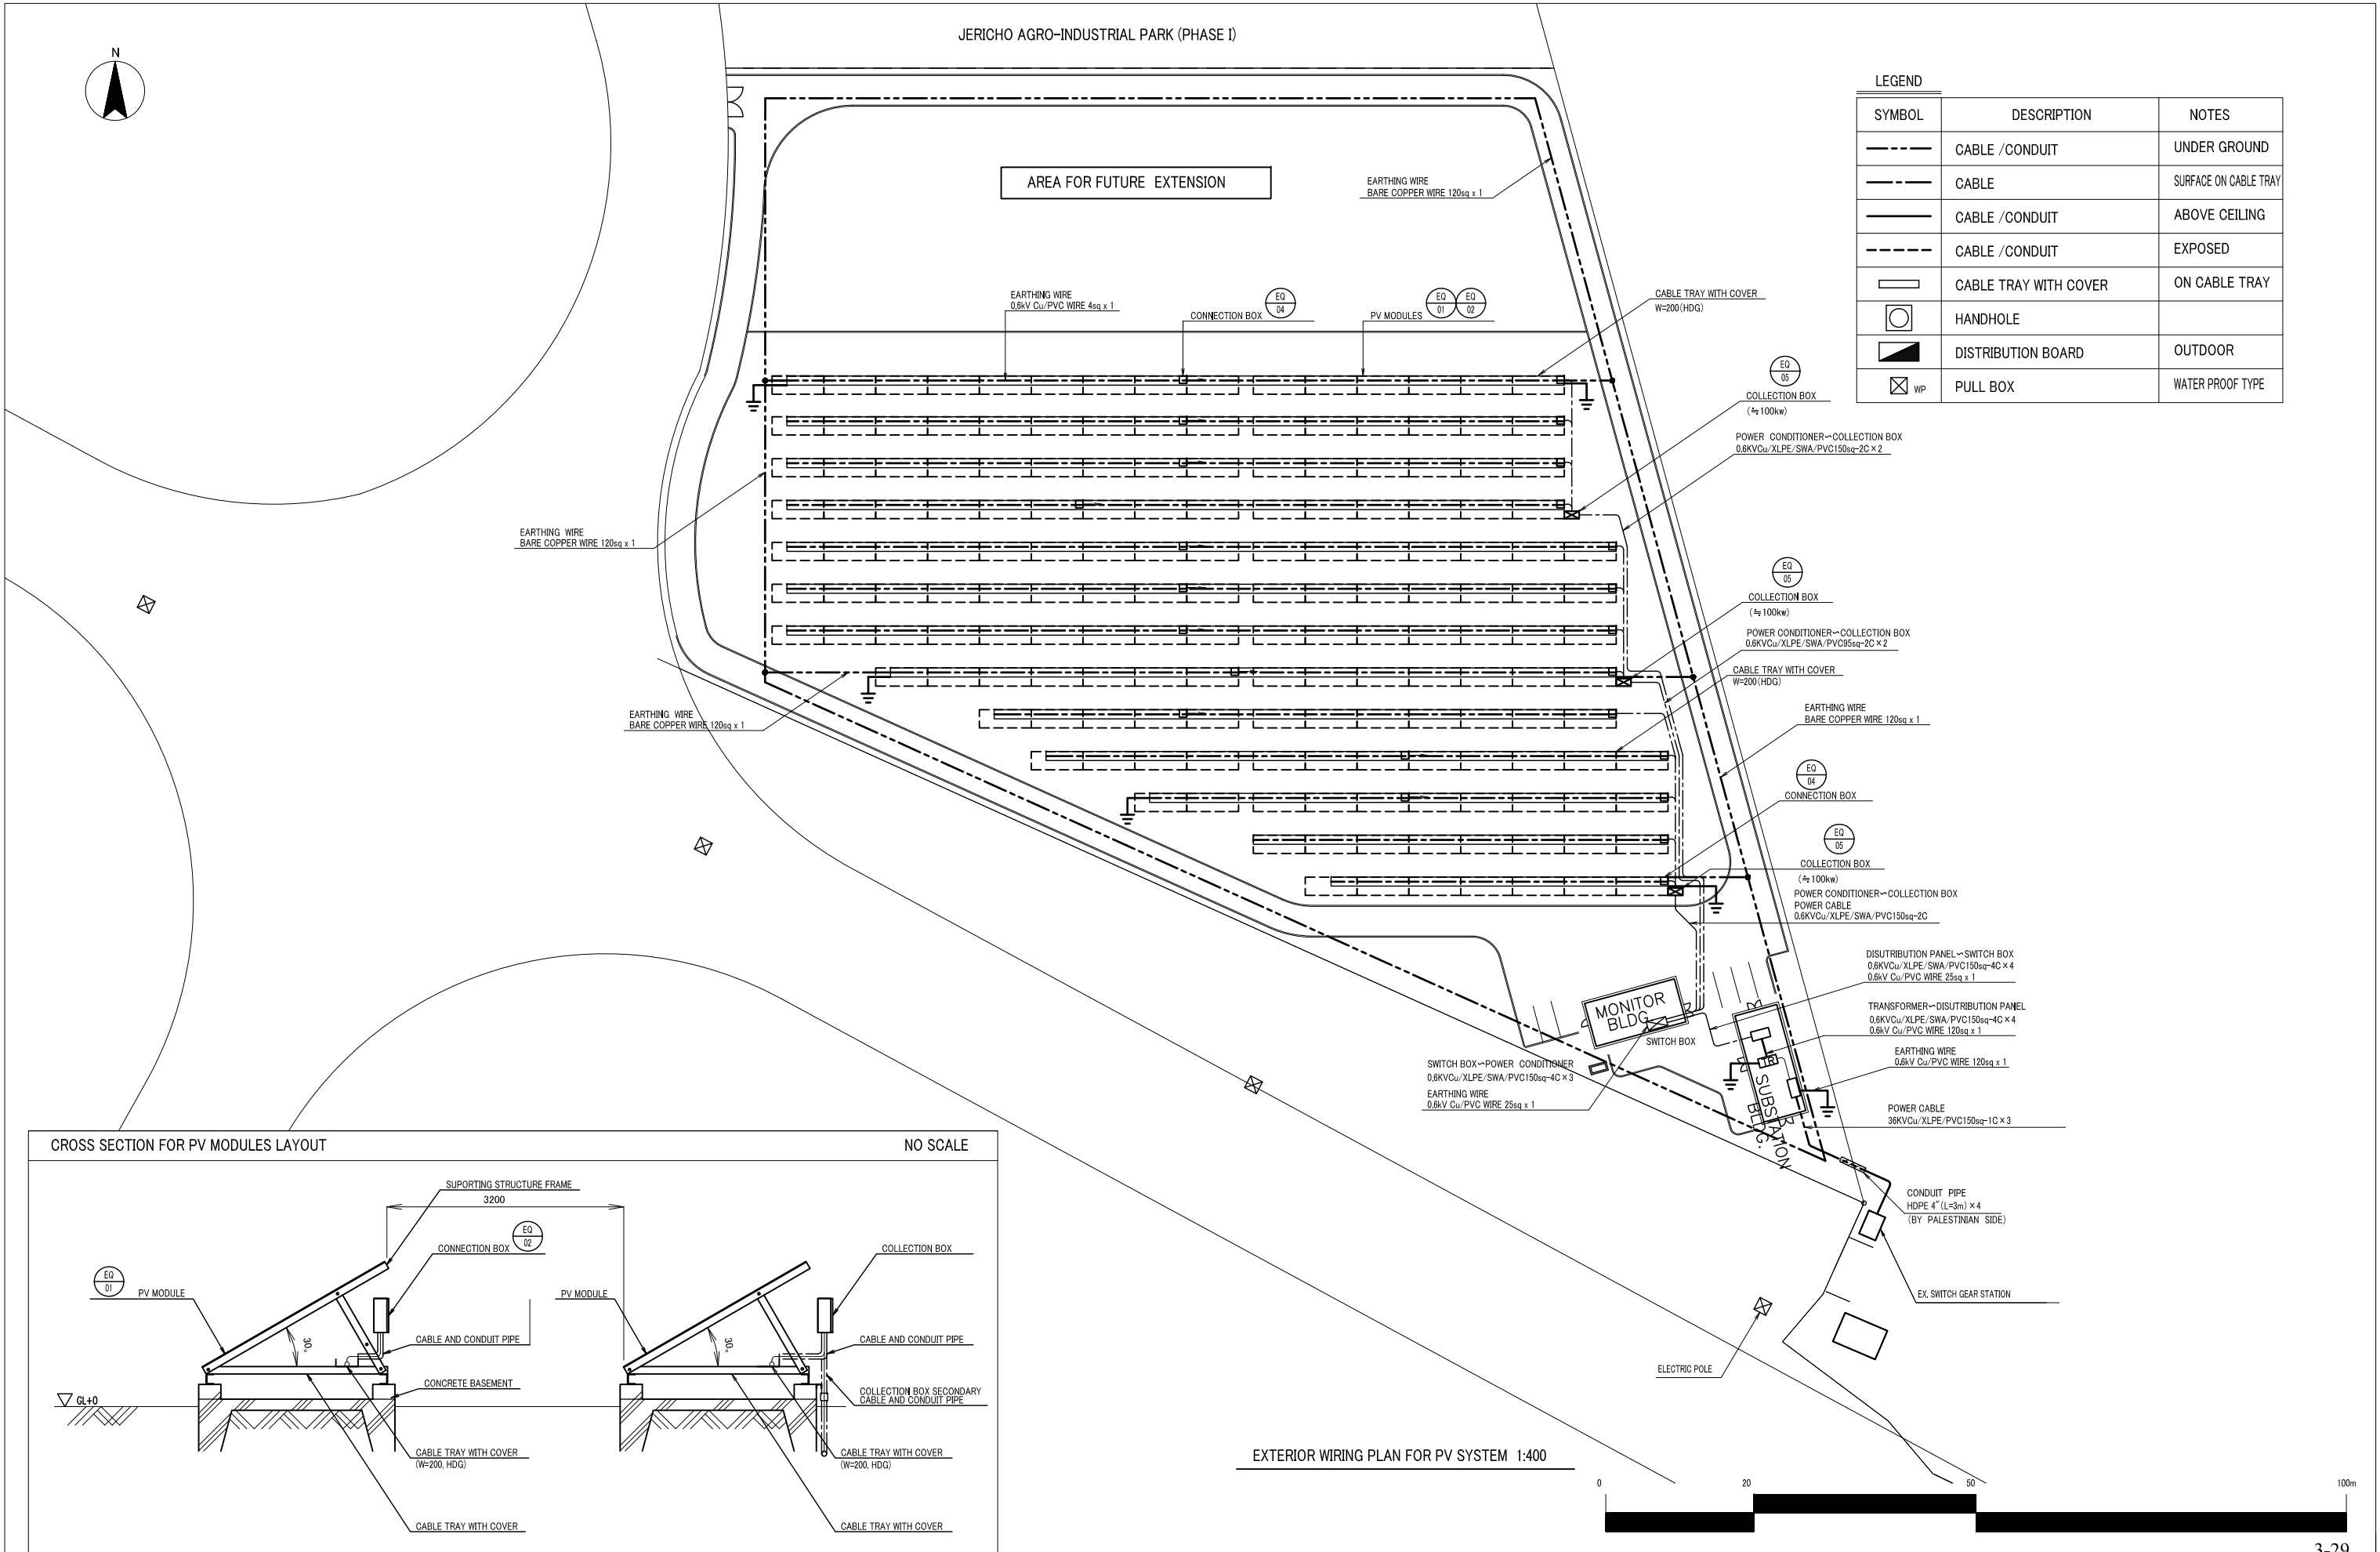 JERICHO AGRO-INDUSTRIAL PARK (PHASE I)
N
LEGEND
SYMBOL DESCRIPTION NOTES
CABLE /CONDUIT UNDER GROUND
CABLE SURFACE ON CABLE TRAY
CABLE /CONDUIT ABOVE CEILING
CABLE /CONDUIT EXPOSED
CABLE TRAY WITH COVER ON CABLE TRAY
HANDHOLE
DISTRIBUTION BOARD OUTDOOR
WP PULL BOX WATER PROOF TYPE
AREA FOR FUTURE EXTENSION
EARTHING WIRE
BARE COPPER WIRE 120sq x 1
EARTHING WIRE
0,6kV Cu/PVC WIRE 4sq x 1
CONNECTION BOX
EQ
04
PV MODULES
EQ
01
EQ
02
CABLE TRAY WITH COVER
W=200(HDG)
EQ
05
COLLECTION BOX
(≒100kw)
POWER CONDITIONER~COLLECTION BOX
0.6KVCu/XLPE/SWA/PVC150sq-2C×2
EARTHING WIRE
BARE COPPER WIRE 120sq x 1
EQ
05
COLLECTION BOX
(≒100kw)
POWER CONDITIONER~COLLECTION BOX
0.6KVCu/XLPE/SWA/PVC95sq-2C×2
CABLE TRAY WITH COVER
W=200(HDG)
EARTHING WIRE
BARE COPPER WIRE 120sq x 1
EARTHING WIRE
BARE COPPER WIRE 120sq x 1
EQ
04
CONNECTION BOX
EQ
05
COLLECTION BOX
(≒100kw)
POWER CONDITIONER~COLLECTION BOX
POWER CABLE
0.6KVCu/XLPE/SWA/PVC150sq-2C
DISUTRIBUTION PANEL~SWITCH BOX
0,6KVCu/XLPE/SWA/PVC150sq-4C×4
0,6kV Cu/PVC WIRE 25sq x 1
TRANSFORMER~DISUTRIBUTION PANEL
0,6KVCu/XLPE/SWA/PVC150sq-4C×4
0.6kV Cu/PVC WIRE 120sq x 1
MONITOR
BLDG
SWITCH BOX
TR
SUBSTATION
BLDG.
EARTHING WIRE
0,6kV Cu/PVC WIRE 120sq x 1
SWITCH BOX~POWER CONDITIONER
0,6KVCu/XLPE/SWA/PVC150sq-4C×3
EARTHING WIRE
0.6kV Cu/PVC WIRE 25sq x 1
POWER CABLE
36KVCu/XLPE/PVC150sq-1C×3
CONDUIT PIPE
HDPE 4"(L=3m)×4
(BY PALESTINIAN SIDE)
EX. SWITCH GEAR STATION
ELECTRIC POLE
CROSS SECTION FOR PV MODULES LAYOUT NO SCALE
SUPORTING STRUCTURE FRAME
3200
EQ
02
CONNECTION BOX
COLLECTION BOX
EQ
01
PV MODULE
PV MODULE
30°
30°
CABLE AND CONDUIT PIPE
CABLE AND CONDUIT PIPE
CONCRETE BASEMENT
COLLECTION BOX SECONDARY
CABLE AND CONDUIT PIPE
GL+0
CABLE TRAY WITH COVER
(W=200, HDG)
CABLE TRAY WITH COVER
(W=200, HDG)
CABLE TRAY WITH COVER
CABLE TRAY WITH COVER
EXTERIOR WIRING PLAN FOR PV SYSTEM 1:400
0 20 50 100m
3-29